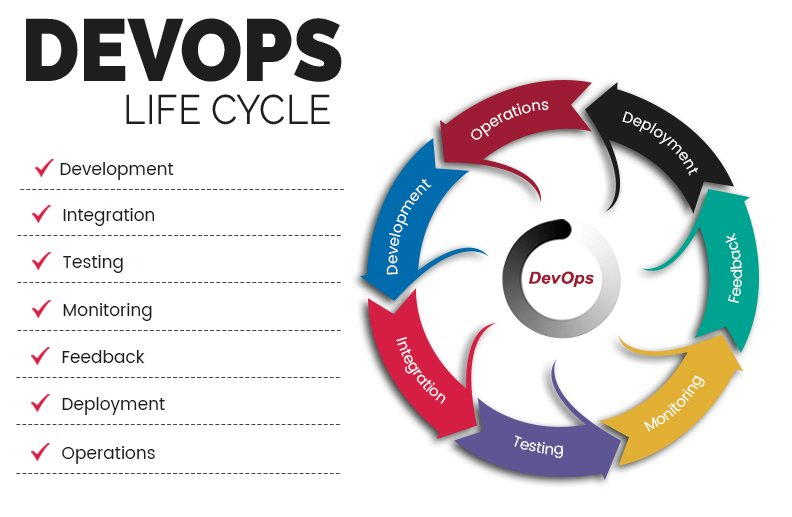 DEVOPS
LIFE CYCLE
Development
Integration
Testing
Monitoring
Feedback
Deployment
Operations
Operations
Deployment
Development
Feedback
DevOps
Integration
Monitoring
Testing